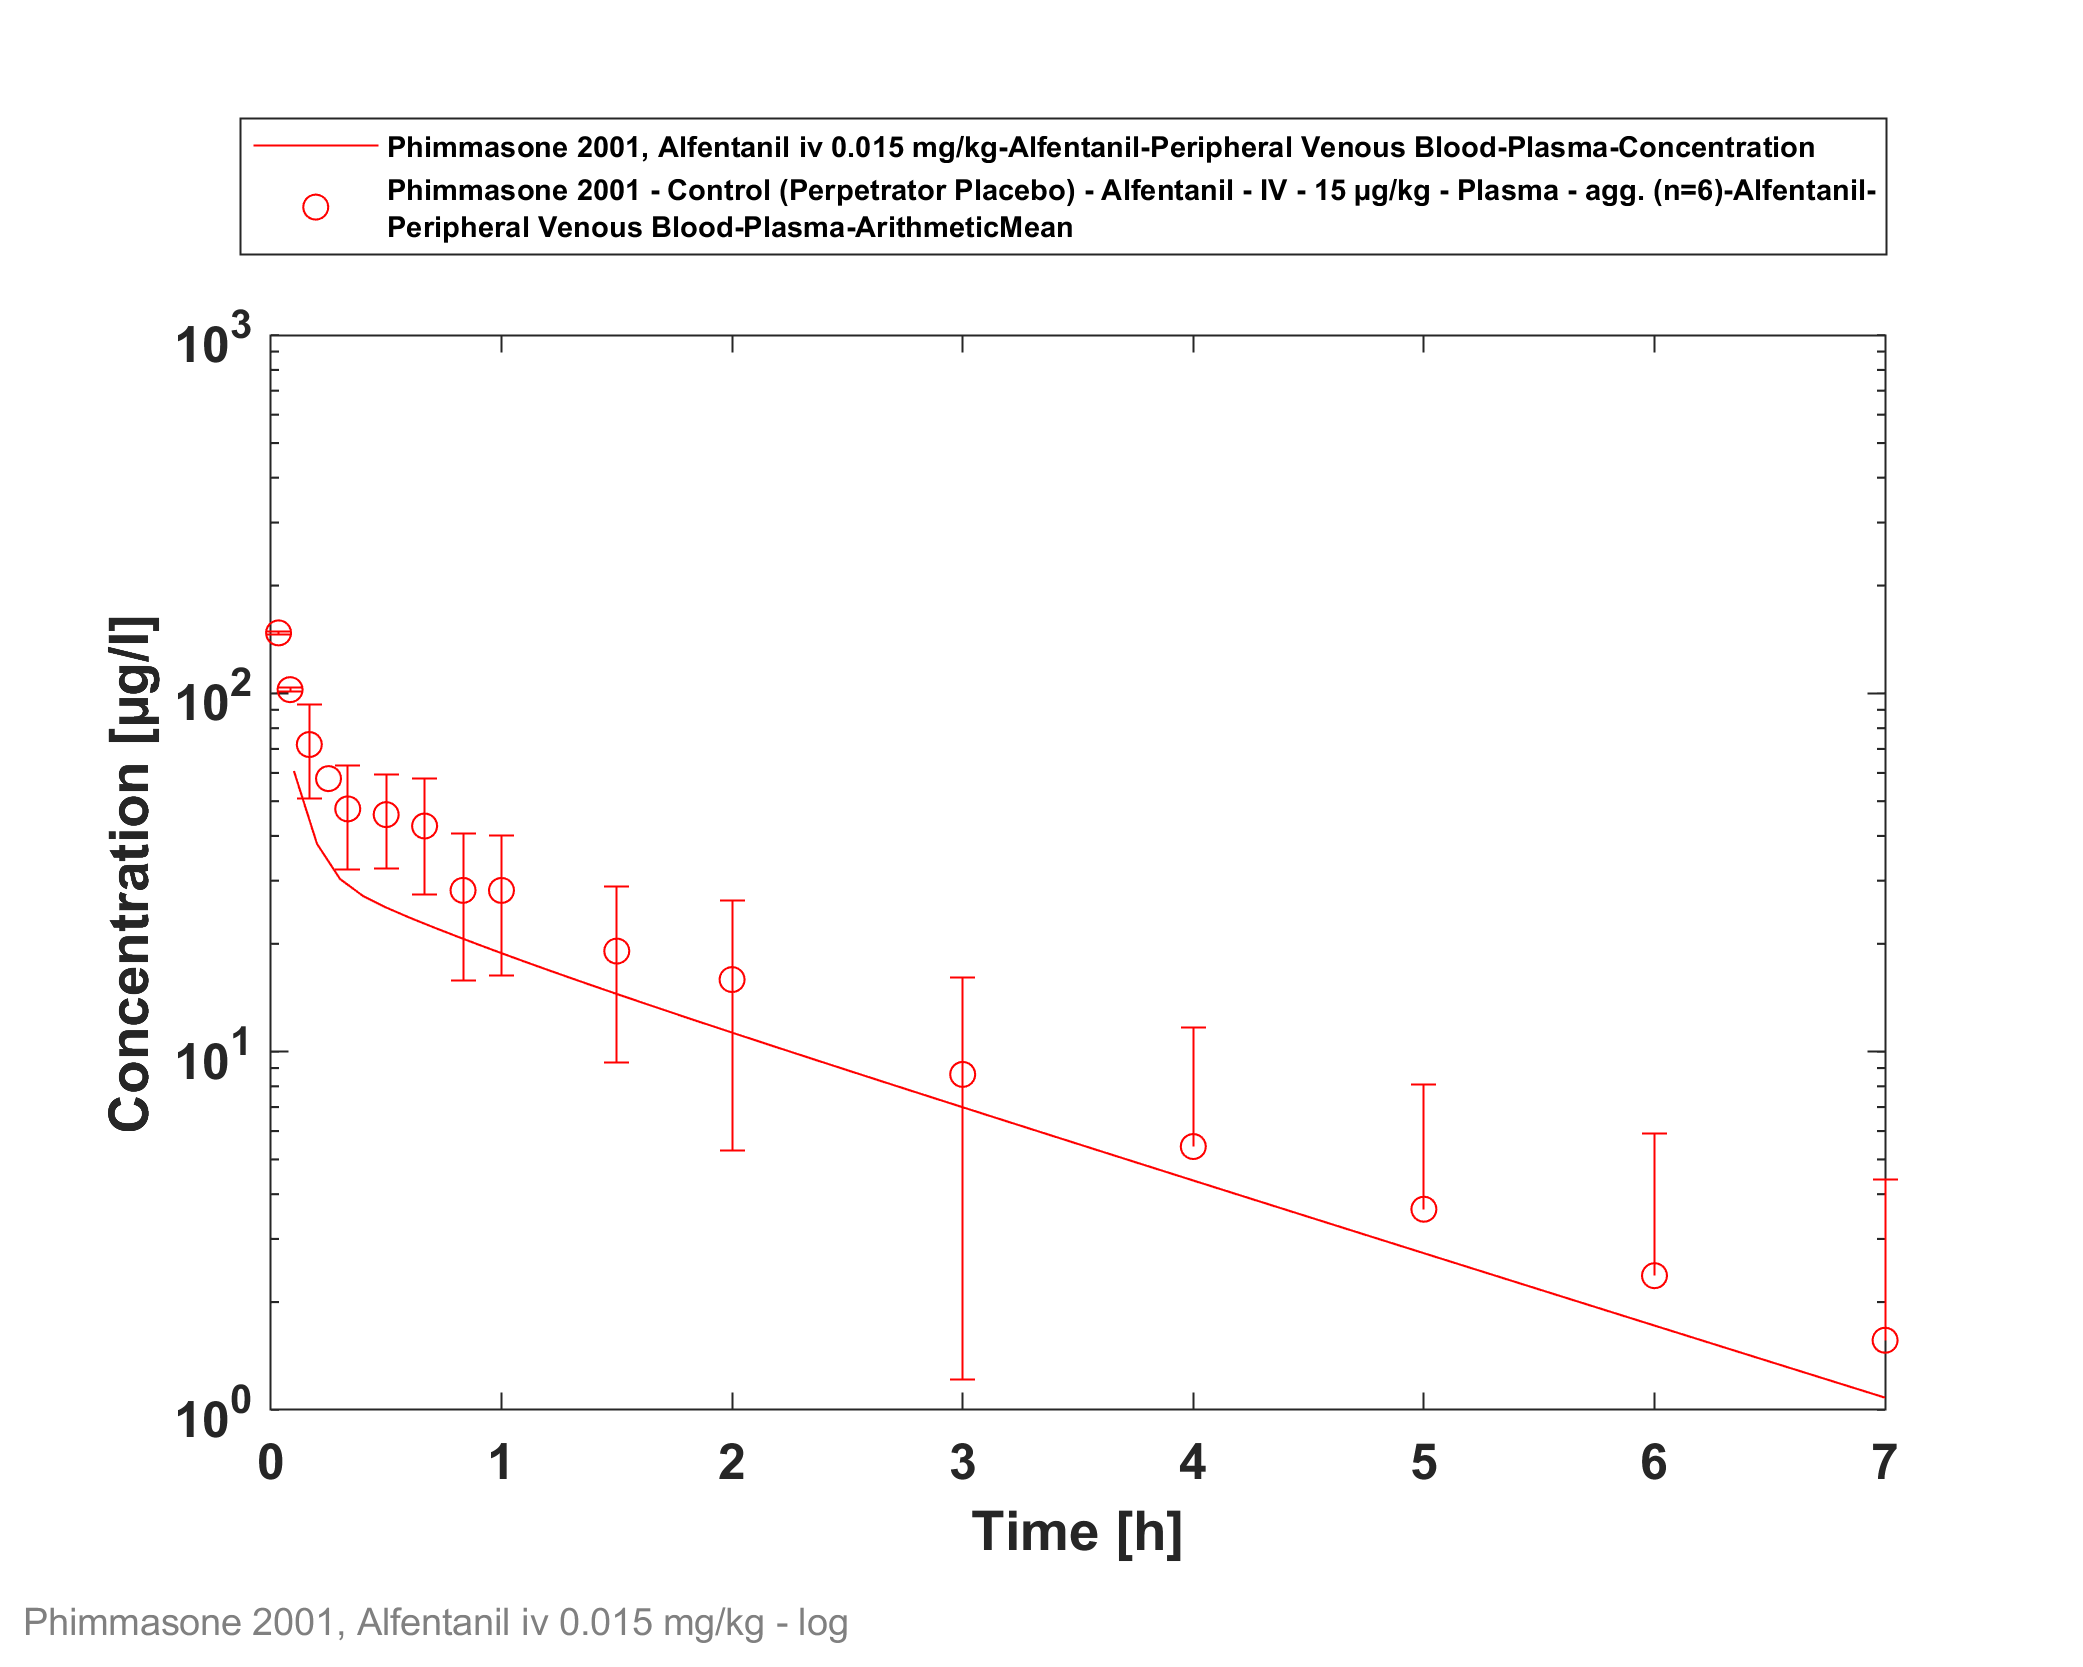 Phimmasone 2001, Alfentanil iv 0.015 mg/kg-Alfentanil-Peripheral Venous Blood-Plasma-Concentration
Phimmasone 2001 - Control (Perpetrator Placebo) - Alfentanil - IV - 15 µg/kg - Plasma - agg. (n=6)-Alfentanil-
Peripheral Venous Blood-Plasma-ArithmeticMean
10³
10²
10¹
10⁰
Concentration [µg/l]
0 1 2 3 4 5 6 7
Time [h]
Phimmasone 2001, Alfentanil iv 0.015 mg/kg - log